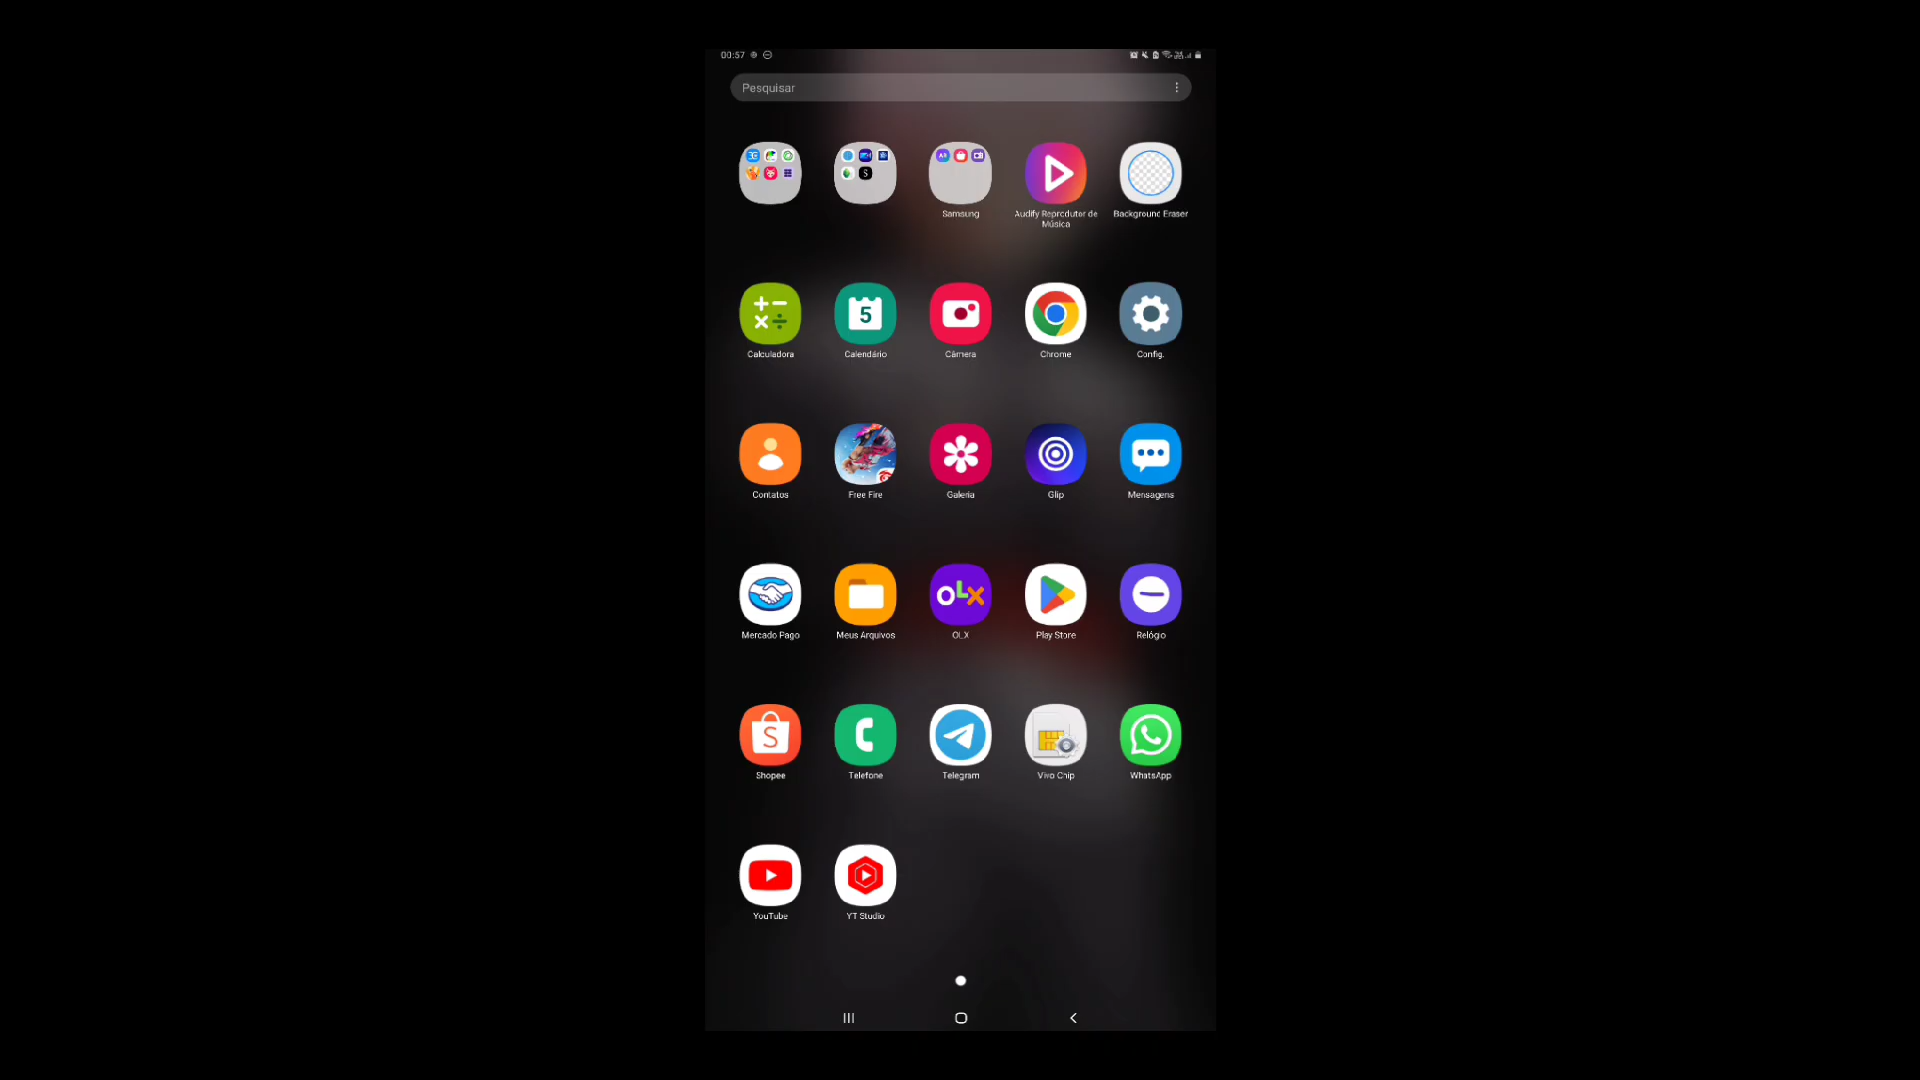 00:57
Pesquisar
Samsung
Audify Reprodutor de
Música
Background Eraser
Calculadora
5
Calendário
Câmera
Chrome
Config.
Contatos
Free Fire
Galeria
Glip
Mensagens
Mercado Pago
Meus Arquivos
OLX
OLX
Play Store
Relógio
S
Shopee
Telefone
Telegram
Vivo Chip
WhatsApp
YouTube
YT Studio